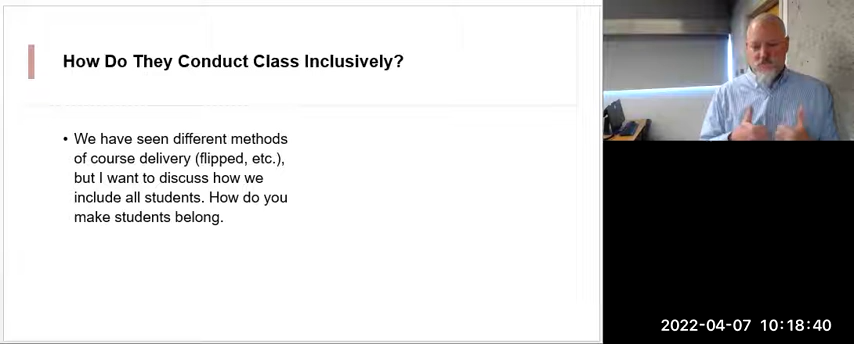 How Do They Conduct Class Inclusively?
• We have seen different methods
of course delivery (flipped, etc.),
but I want to discuss how we
include all students. How do you
make students belong.
2022-04-07 10:18:40